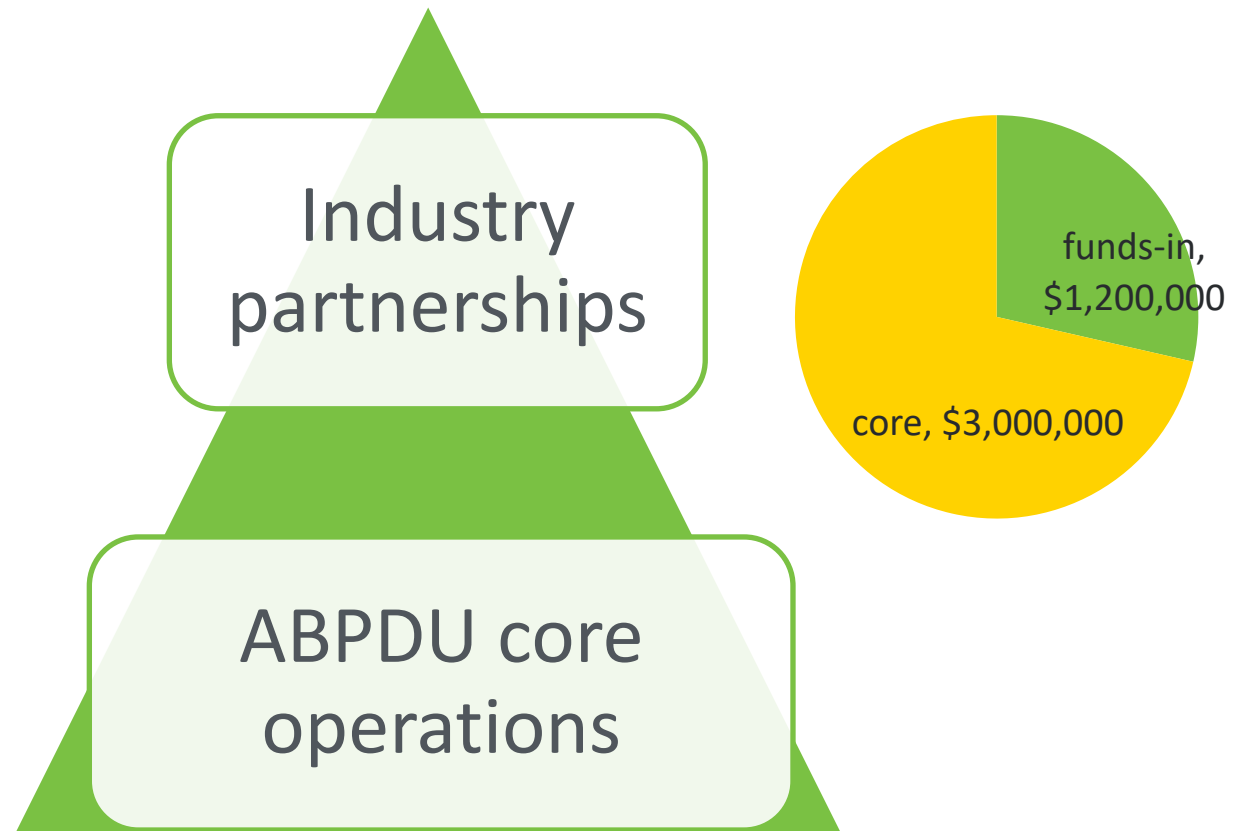 Industry
partnerships
ABPDU core
operations
funds-in,
$1,200,000
core, $3,000,000